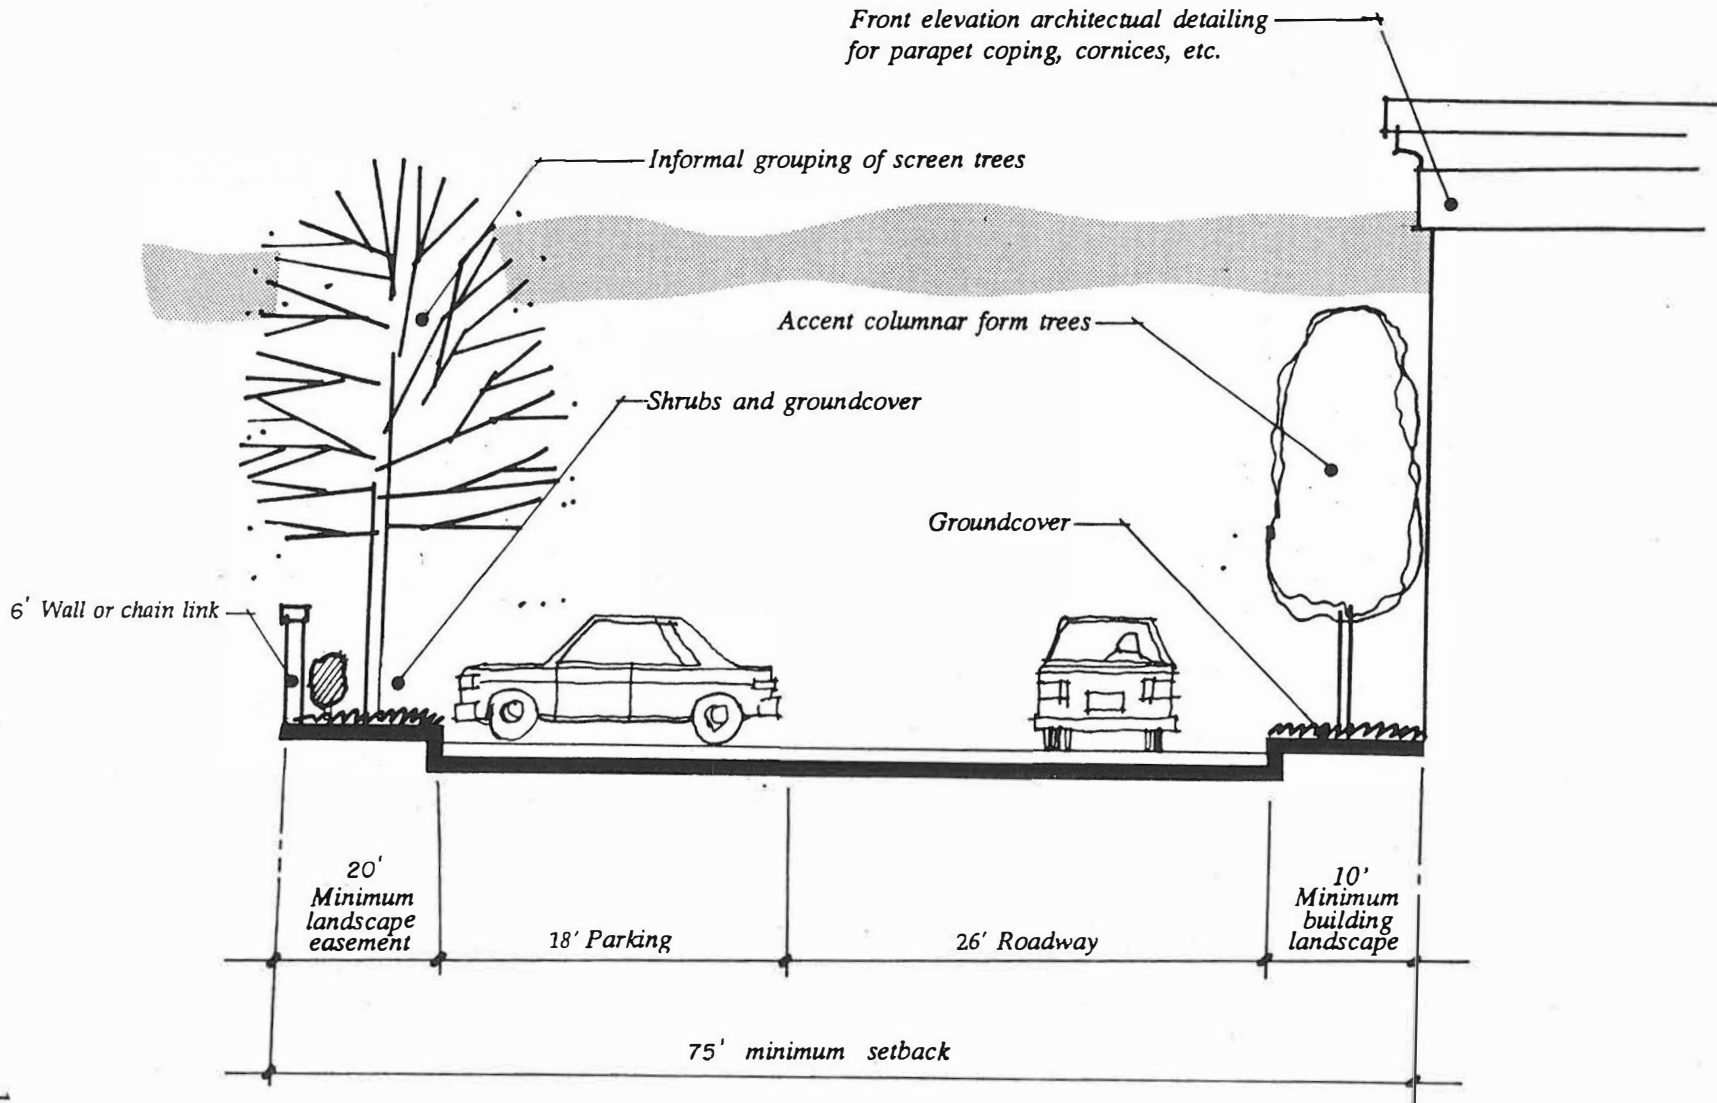 Front elevation architectual detailing
for parapet coping, cornices, etc.
Informal grouping of screen trees
Accent columnar form trees
Shrubs and groundcover
Groundcover
6' Wall or chain link
20'
Minimum
landscape
easement
18' Parking
26' Roadway
10'
Minimum
building
landscape
75' minimum setback